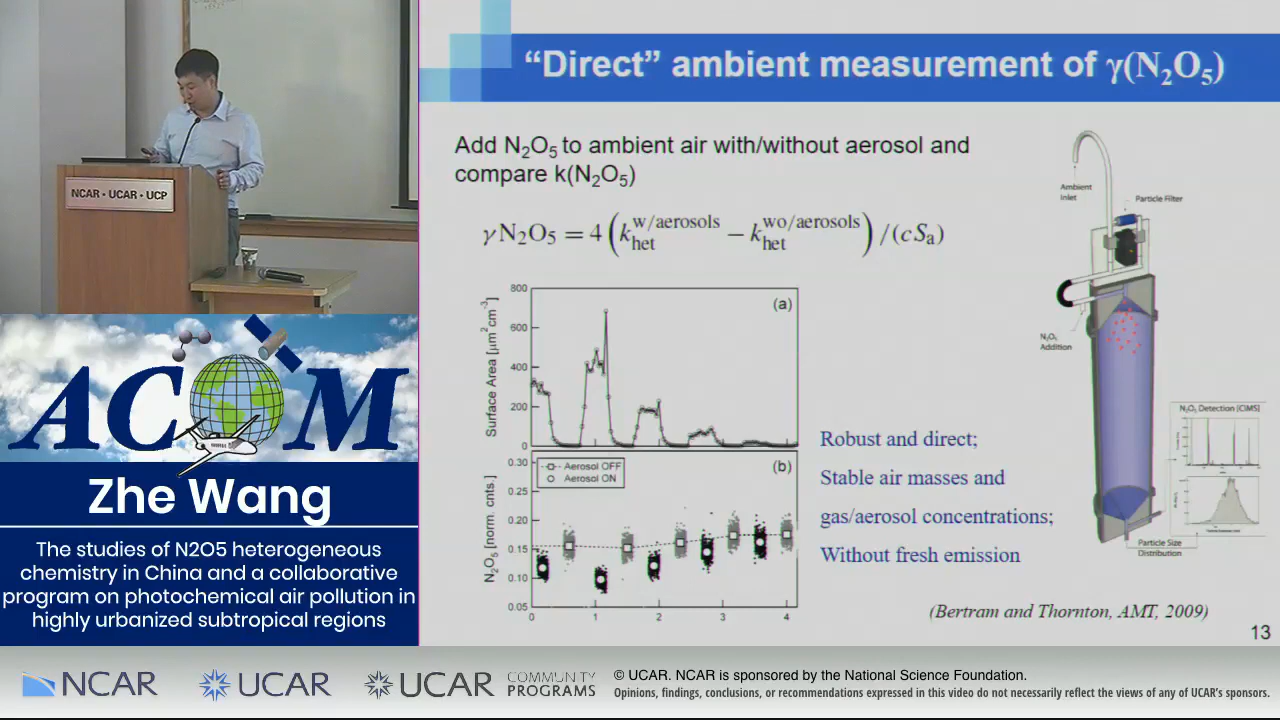 "Direct" ambient measurement of γ(N₂O₅)
Add N₂O₅ to ambient air with/without aerosol and
compare k(N₂O₅)
γN₂O₅ = 4 (k_het^w/aerosols − k_het^wo/aerosols) /(cSₐ)
Ambient
Inlet
Particle Filter
N₂O₅
Addition
N₂O₅ Detection [CIMS]
Particle Size
Distribution
Surface Area [μm² cm⁻³]
800
600
400
200
0
(a)
N₂O₅ [norm. cnts.]
0.30
0.25
0.20
0.15
0.10
0.05
Aerosol OFF
Aerosol ON
(b)
0 1 2 3 4
Robust and direct;
Stable air masses and
gas/aerosol concentrations;
Without fresh emission
(Bertram and Thornton, AMT, 2009)
13
NCAR • UCAR • UCP
ACOM
Zhe Wang
The studies of N2O5 heterogeneous
chemistry in China and a collaborative
program on photochemical air pollution in
highly urbanized subtropical regions
NCAR
UCAR
UCAR
COMMUNITY
PROGRAMS
© UCAR. NCAR is sponsored by the National Science Foundation.
Opinions, findings, conclusions, or recommendations expressed in this video do not necessarily reflect the views of any of UCAR's sponsors.